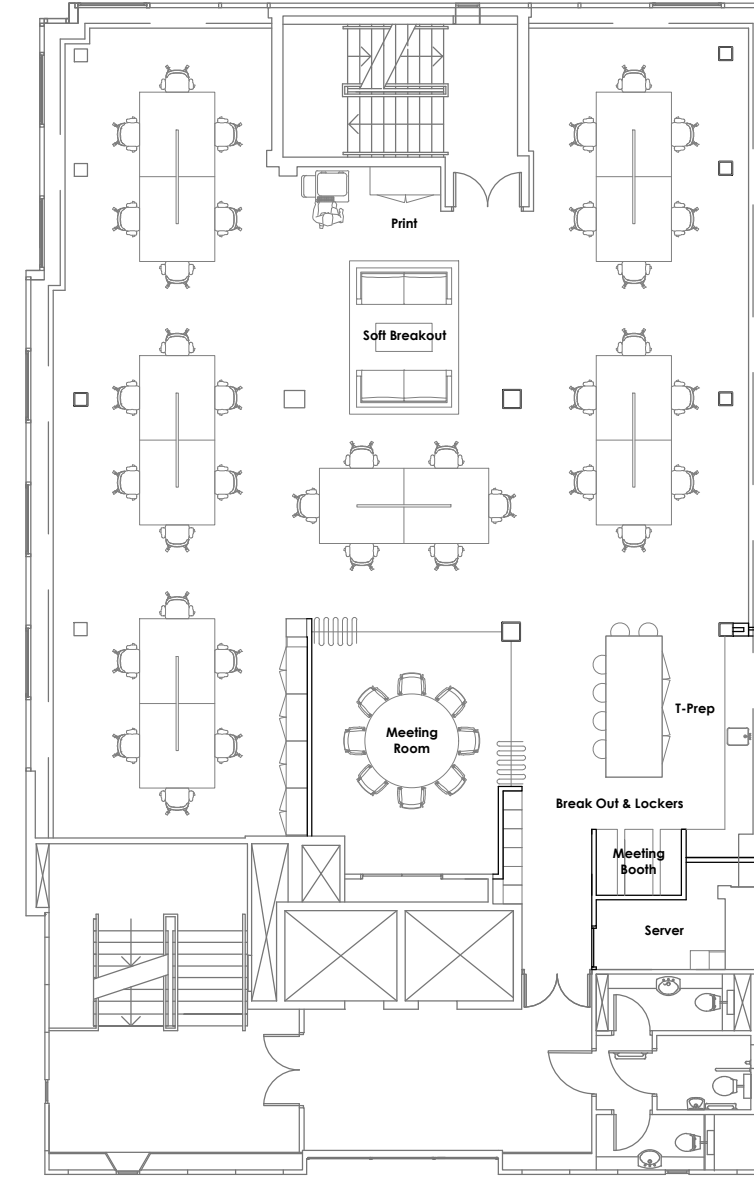 Print
Soft Breakout
Meeting
Room
T-Prep
Break Out & Lockers
Meeting
Booth
Server